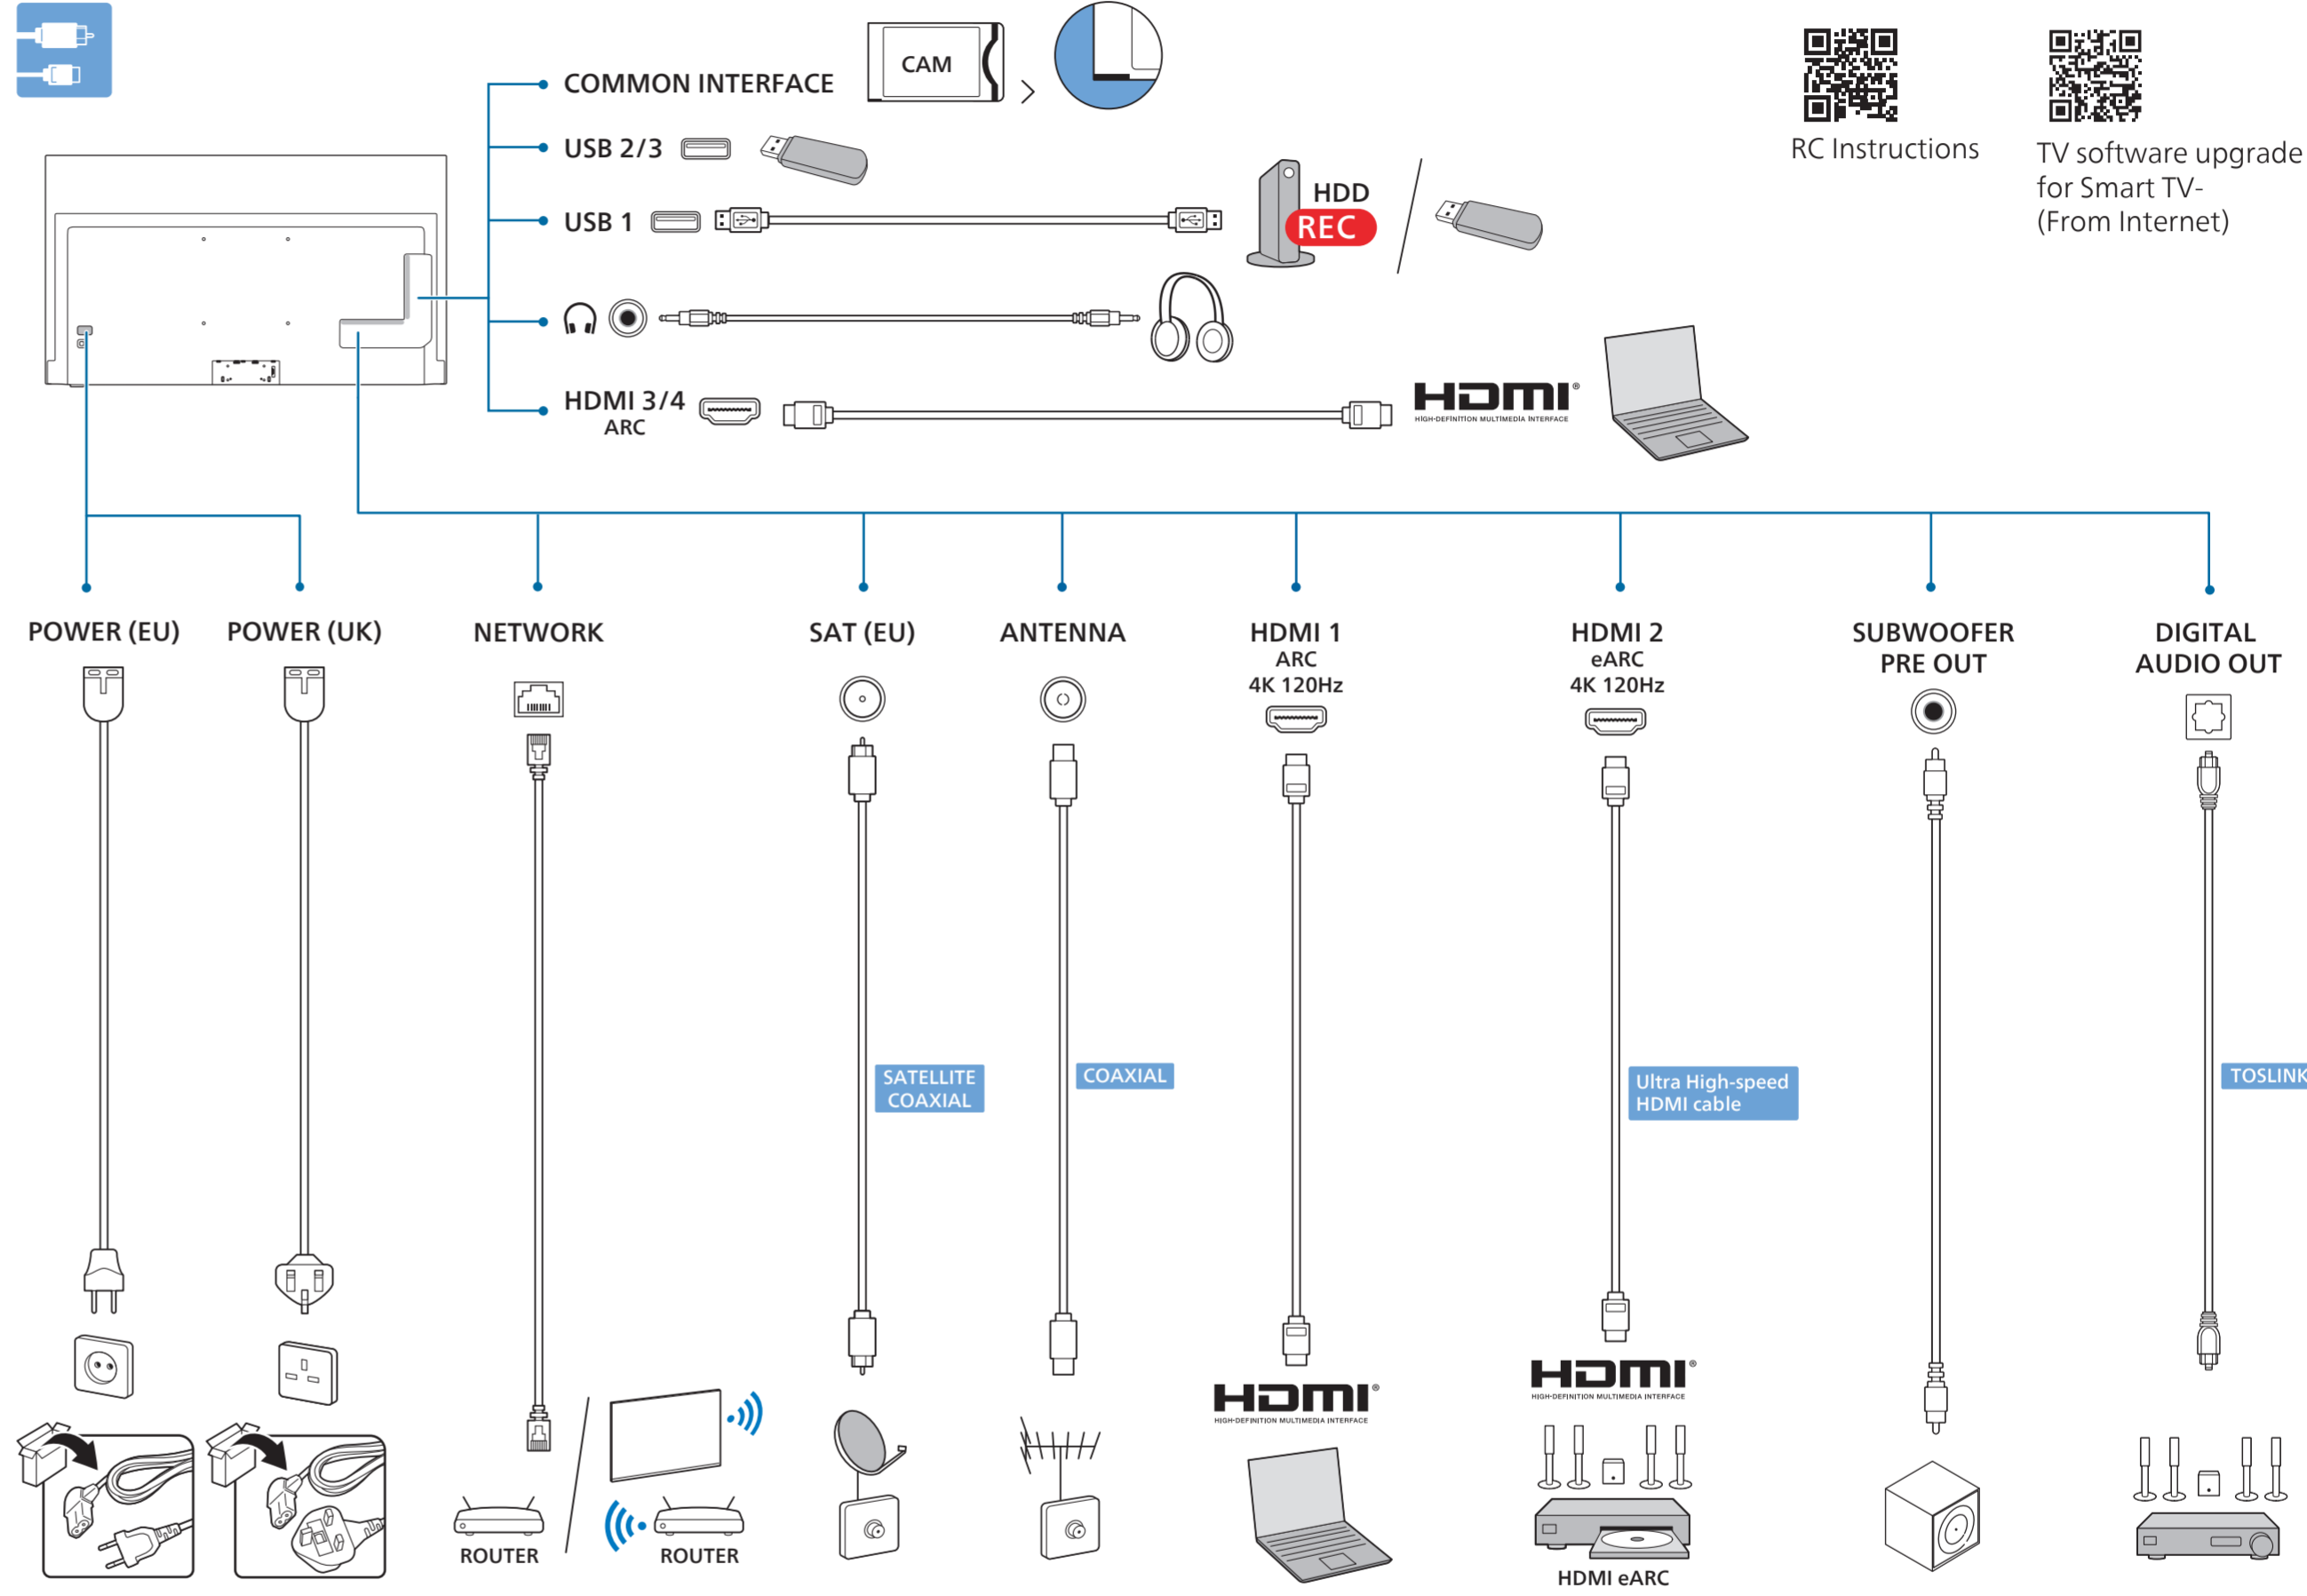 COMMON INTERFACE
CAM
USB 2/3
USB 1
HDD
REC
HDMI 3/4
ARC
HDMI®
HIGH-DEFINITION MULTIMEDIA INTERFACE
RC Instructions
TV software upgrade
for Smart TV-
(From Internet)
POWER (EU)
POWER (UK)
NETWORK
SAT (EU)
ANTENNA
HDMI 1
ARC
4K 120Hz
HDMI 2
eARC
4K 120Hz
SUBWOOFER
PRE OUT
DIGITAL
AUDIO OUT
SATELLITE
COAXIAL
COAXIAL
Ultra High-speed
HDMI cable
TOSLINK
HDMI®
HIGH-DEFINITION MULTIMEDIA INTERFACE
HDMI®
HIGH-DEFINITION MULTIMEDIA INTERFACE
ROUTER
ROUTER
HDMI eARC